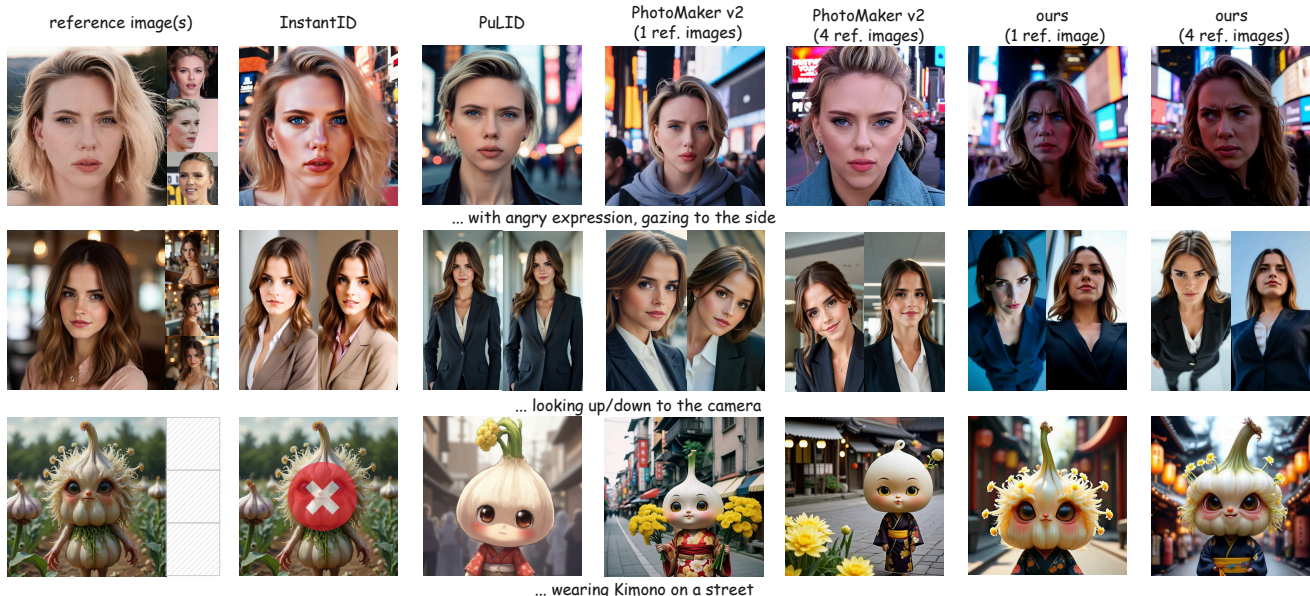 reference image(s)
InstantID
PuLID
PhotoMaker v2
(1 ref. images)
PhotoMaker v2
(4 ref. images)
ours
(1 ref. image)
ours
(4 ref. images)
... with angry expression, gazing to the side
... looking up/down to the camera
... wearing Kimono on a street